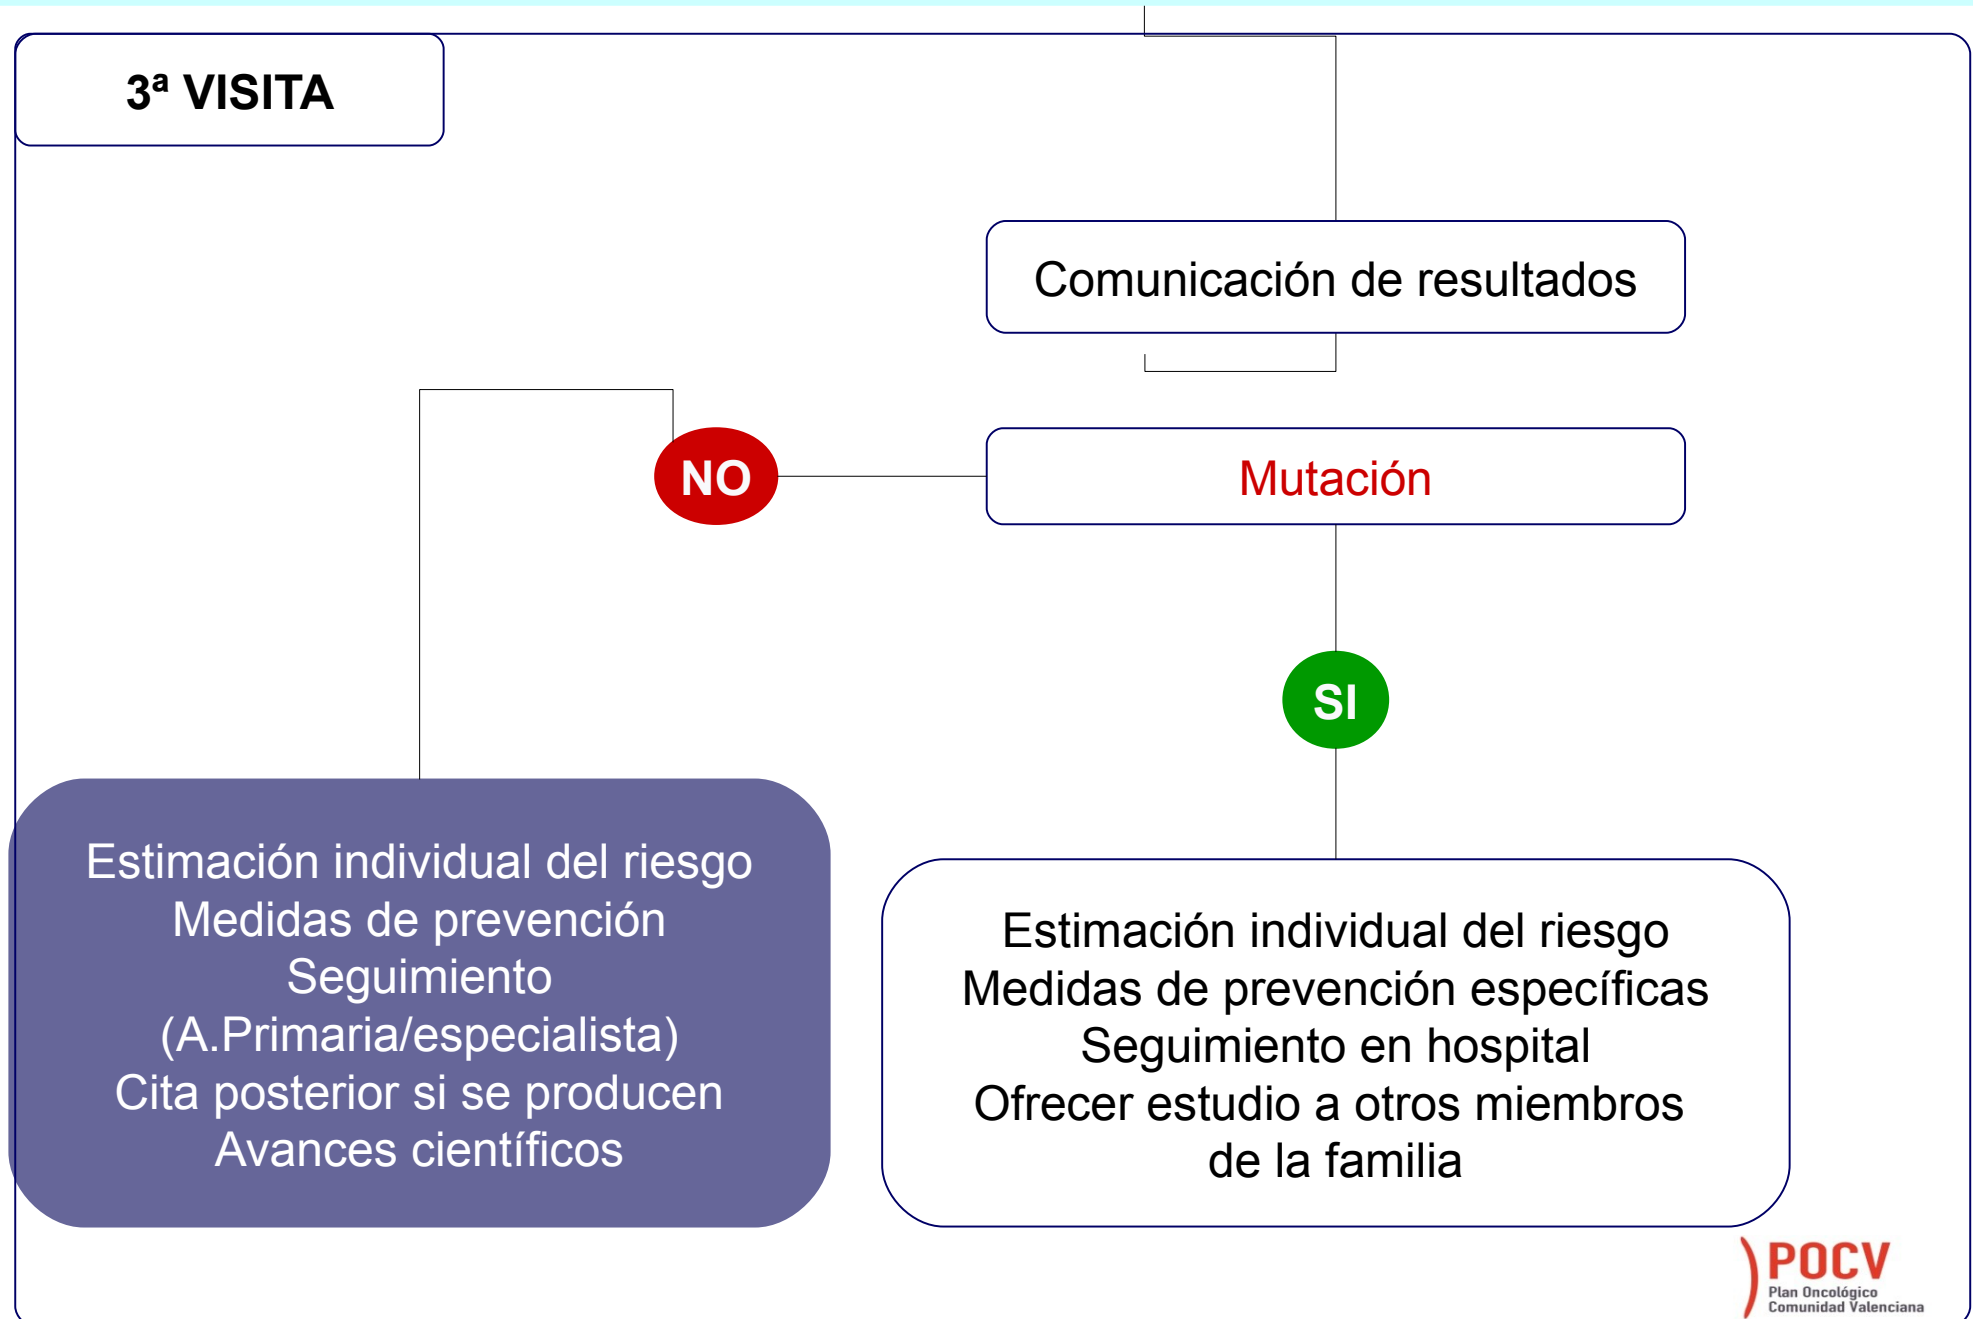 3ª VISITA
Comunicación de resultados
NO
Mutación
SI
Estimación individual del riesgo
Medidas de prevención
Seguimiento
(A.Primaria/especialista)
Cita posterior si se producen
Avances científicos
Estimación individual del riesgo
Medidas de prevención específicas
Seguimiento en hospital
Ofrecer estudio a otros miembros
de la familia
POCV
Plan Oncológico
Comunidad Valenciana